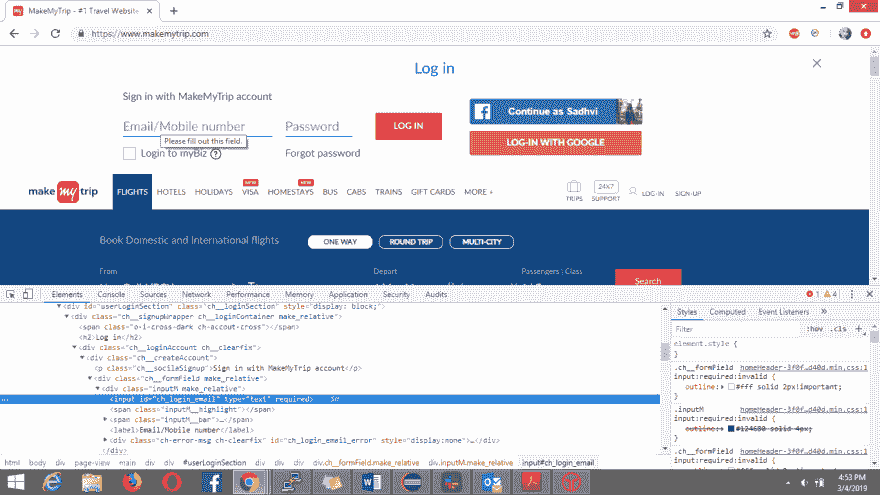 MakeMyTrip - #1 Travel Website
https://www.makemytrip.com
Log in
Sign in with MakeMyTrip account
Email/Mobile number
Password
LOG IN
Continue as Sadhvi
Please fill out this field.
LOG-IN WITH GOOGLE
Login to myBiz ?
Forgot password
make my trip
FLIGHTS HOTELS HOLIDAYS VISA HOMESTAYS BUS CABS TRAINS GIFT CARDS MORE
24X7
TRIPS SUPPORT LOG-IN SIGN-UP
Book Domestic and International flights
ONE WAY ROUND TRIP MULTI-CITY
From Depart Passengers | Class
Search
Elements Console Sources Network Performance Memory Application Security Audits 1 4
<div id="userLoginSection" class="ch__loginSection" style="display: block;">
<div class="ch__signupWrapper ch__loginContainer make_relative">
<span class="o-i-cross-dark ch-accout-cross"></span>
<h2>Log in</h2>
<div class="ch__loginAccount ch__clearfix">
<div class="ch__createAccount">
<p class="ch__socilaSignup">Sign in with MakeMyTrip account</p>
<div class="ch__formField make_relative">
<div class="inputM make_relative">
<input id="ch_login_email" type="text" required>
<span class="inputM__highlight"></span>
<span class="inputM__bar">…</span>
<label>Email/Mobile number</label>
<div class="ch-error-msg ch-clearfix" id="ch_login_email_error" style="display:none">…</div>
</div>
html body div page-view main div div #userLoginSection div div div div.ch__formField.make_relative div.inputM.make_relative input#ch_login_email
Styles Computed Event Listeners »
Filter :hov .cls +
element.style {
}
.ch__formField homeHeader-3f0f…d40d.min.css:1
input:required:invalid {
outline: #fff solid 2px!important;
}
.inputM homeHeader-3f0f…d40d.min.css:1
input:required:invalid {
outline: #124680 solid 4px;
}
.ch__formField homeHeader-3f0f…d40d.min.css:1
input:required:invalid {
4:53 PM
3/4/2019